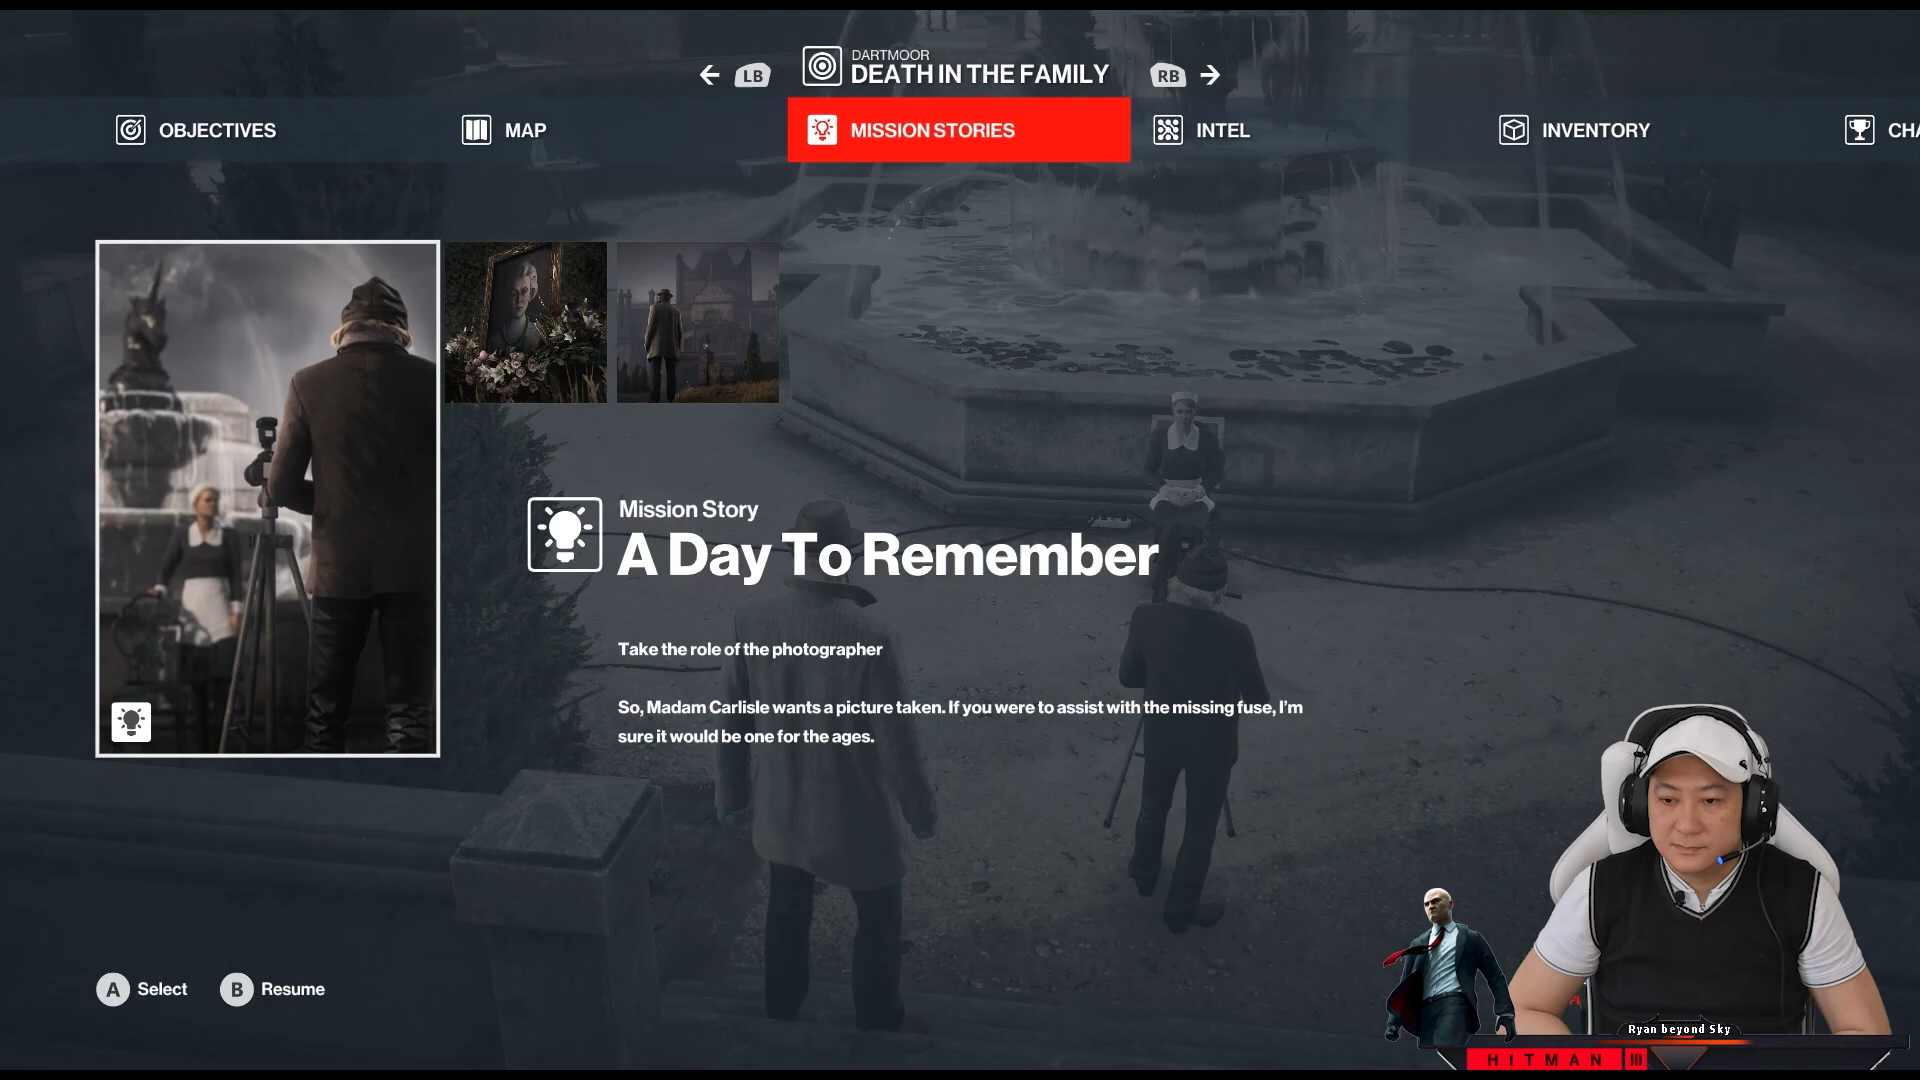 DARTMOOR
LB DEATH IN THE FAMILY RB
OBJECTIVES
MAP
MISSION STORIES
INTEL
INVENTORY
CHA
Mission Story
A Day To Remember
Take the role of the photographer
So, Madam Carlisle wants a picture taken. If you were to assist with the missing fuse, I'm
sure it would be one for the ages.
A Select
B Resume
Ryan beyond Sky
HITMAN III